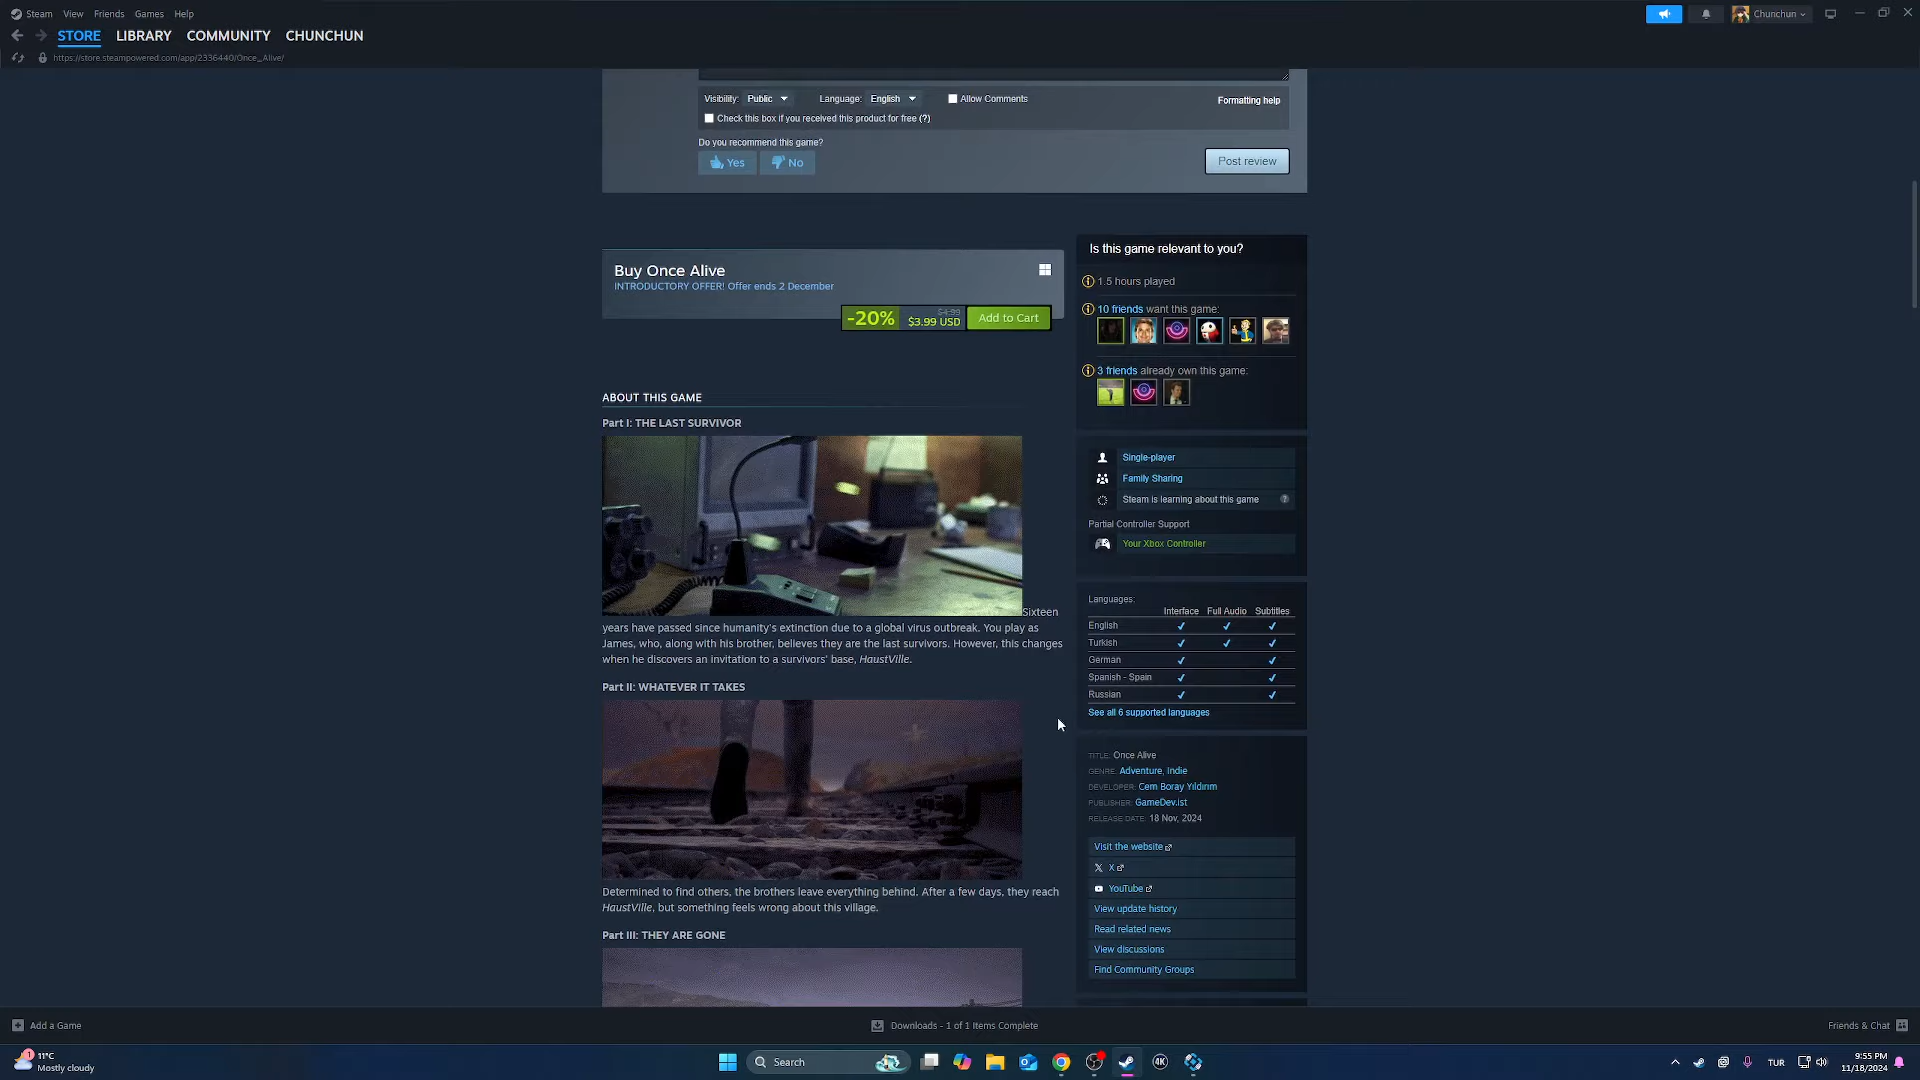 Steam View Friends Games Help
Chunchun
STORE LIBRARY COMMUNITY CHUNCHUN
https://store.steampowered.com/app/2336440/Once_Alive/
Visibility: Public Language: English Allow Comments Formatting help
Check this box if you received this product for free (?)
Do you recommend this game?
Yes No Post review
Buy Once Alive
INTRODUCTORY OFFER! Offer ends 2 December
-20% $4.99 $3.99 USD Add to Cart
ABOUT THIS GAME
Part I: THE LAST SURVIVOR
Sixteen
years have passed since humanity's extinction due to a global virus outbreak. You play as
James, who, along with his brother, believes they are the last survivors. However, this changes
when he discovers an invitation to a survivors' base, HaustVille.
Part II: WHATEVER IT TAKES
Determined to find others, the brothers leave everything behind. After a few days, they reach
HaustVille, but something feels wrong about this village.
Part III: THEY ARE GONE
Is this game relevant to you?
1.5 hours played
10 friends want this game:
3 friends already own this game:
Single-player
Family Sharing
Steam is learning about this game ?
Partial Controller Support
Your Xbox Controller
Languages:
Interface Full Audio Subtitles
English ✔ ✔ ✔
Turkish ✔ ✔ ✔
German ✔ ✔
Spanish - Spain ✔ ✔
Russian ✔ ✔
See all 6 supported languages
TITLE: Once Alive
GENRE: Adventure, Indie
DEVELOPER: Cem Boray Yıldırım
PUBLISHER: GameDev.ist
RELEASE DATE: 18 Nov, 2024
Visit the website
X
YouTube
View update history
Read related news
View discussions
Find Community Groups
Add a Game Downloads - 1 of 1 Items Complete Friends & Chat
1
11°C
Mostly cloudy
Search
4K
TUR
9:55 PM
11/18/2024